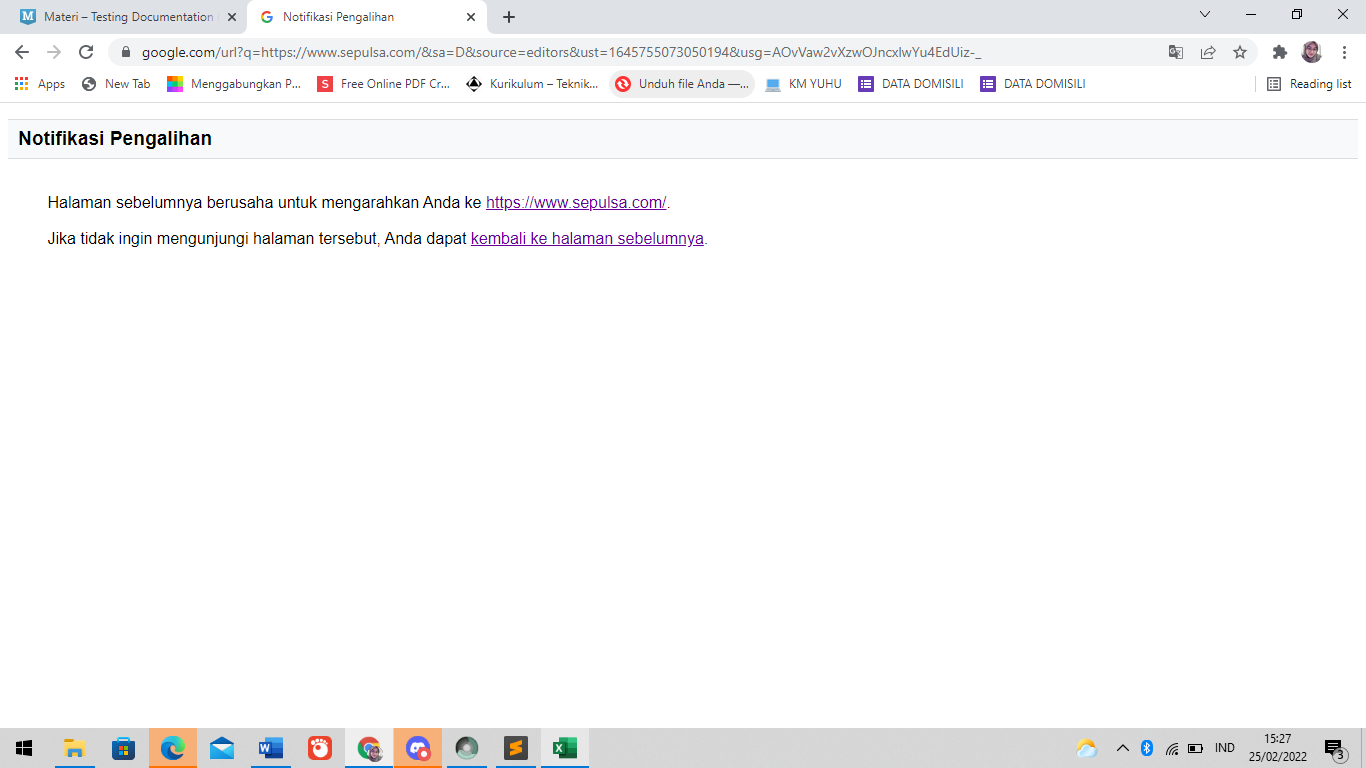 Materi – Testing Documentation
Notifikasi Pengalihan
google.com/url?q=https://www.sepulsa.com/&sa=D&source=editors&ust=1645755073050194&usg=AOvVaw2vXzwOJncxlwYu4EdUiz-_
Apps
New Tab
Menggabungkan P...
Free Online PDF Cr...
Kurikulum – Teknik...
Unduh file Anda —...
KM YUHU
DATA DOMISILI
DATA DOMISILI
Reading list
Notifikasi Pengalihan
Halaman sebelumnya berusaha untuk mengarahkan Anda ke https://www.sepulsa.com/.
Jika tidak ingin mengunjungi halaman tersebut, Anda dapat kembali ke halaman sebelumnya.
IND
15:27
25/02/2022
3